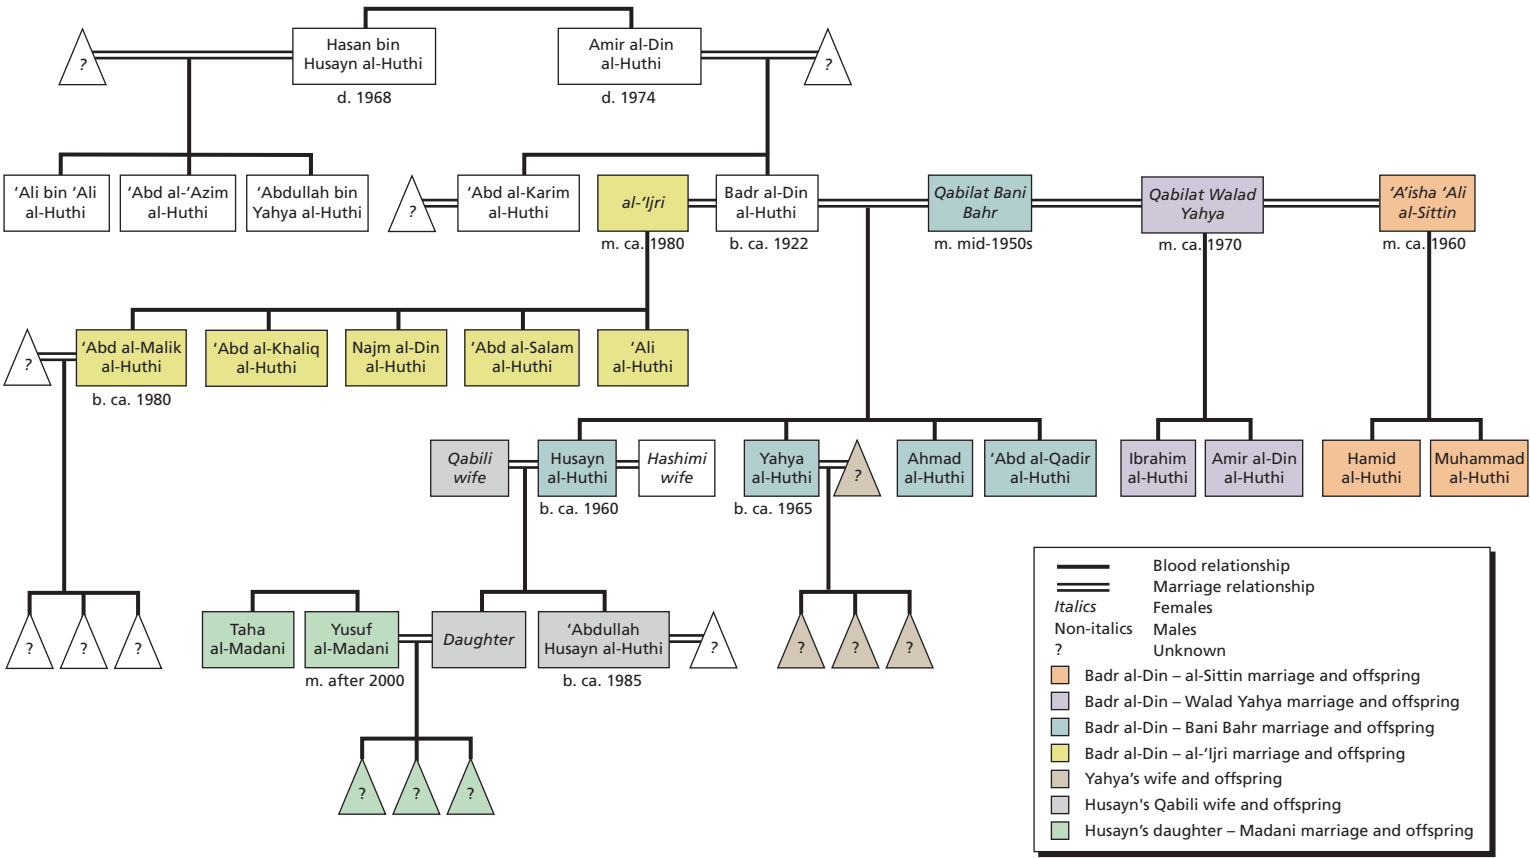 ?
Hasan bin
Husayn al-Huthi
d. 1968
Amir al-Din
al-Huthi
d. 1974
?
‘Ali bin ‘Ali
al-Huthi
‘Abd al-‘Azim
al-Huthi
‘Abdullah bin
Yahya al-Huthi
?
‘Abd al-Karim
al-Huthi
al-‘Ijri
m. ca. 1980
Badr al-Din
al-Huthi
b. ca. 1922
Qabilat Bani
Bahr
m. mid-1950s
Qabilat Walad
Yahya
m. ca. 1970
‘A’isha ‘Ali
al-Sittin
m. ca. 1960
?
‘Abd al-Malik
al-Huthi
b. ca. 1980
‘Abd al-Khaliq
al-Huthi
Najm al-Din
al-Huthi
‘Abd al-Salam
al-Huthi
‘Ali
al-Huthi
Qabili
wife
Husayn
al-Huthi
b. ca. 1960
Hashimi
wife
Yahya
al-Huthi
b. ca. 1965
?
Ahmad
al-Huthi
‘Abd al-Qadir
al-Huthi
Ibrahim
al-Huthi
Amir al-Din
al-Huthi
Hamid
al-Huthi
Muhammad
al-Huthi
?
?
?
Taha
al-Madani
Yusuf
al-Madani
m. after 2000
Daughter
‘Abdullah
Husayn al-Huthi
b. ca. 1985
?
?
?
?
?
?
?
Blood relationship
Marriage relationship
Italics Females
Non-italics Males
? Unknown
Badr al-Din – al-Sittin marriage and offspring
Badr al-Din – Walad Yahya marriage and offspring
Badr al-Din – Bani Bahr marriage and offspring
Badr al-Din – al-‘Ijri marriage and offspring
Yahya’s wife and offspring
Husayn's Qabili wife and offspring
Husayn’s daughter – Madani marriage and offspring